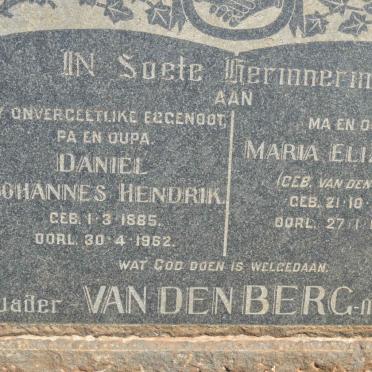 IN Soete Herinnering
AAN
ONVERGEETLIKE EGGENOOT,
PA EN OUPA.
DANIEL
JOHANNES HENDRIK.
GEB. 1·3·1885.
OORL. 30·4·1962.
MA EN O
MARIA ELIZ
(GEB. VAN DEN
GEB. 21·10
OORL. 27·1
WAT GOD DOEN IS WELGEDAAN.
VADER - VAN DEN BERG -